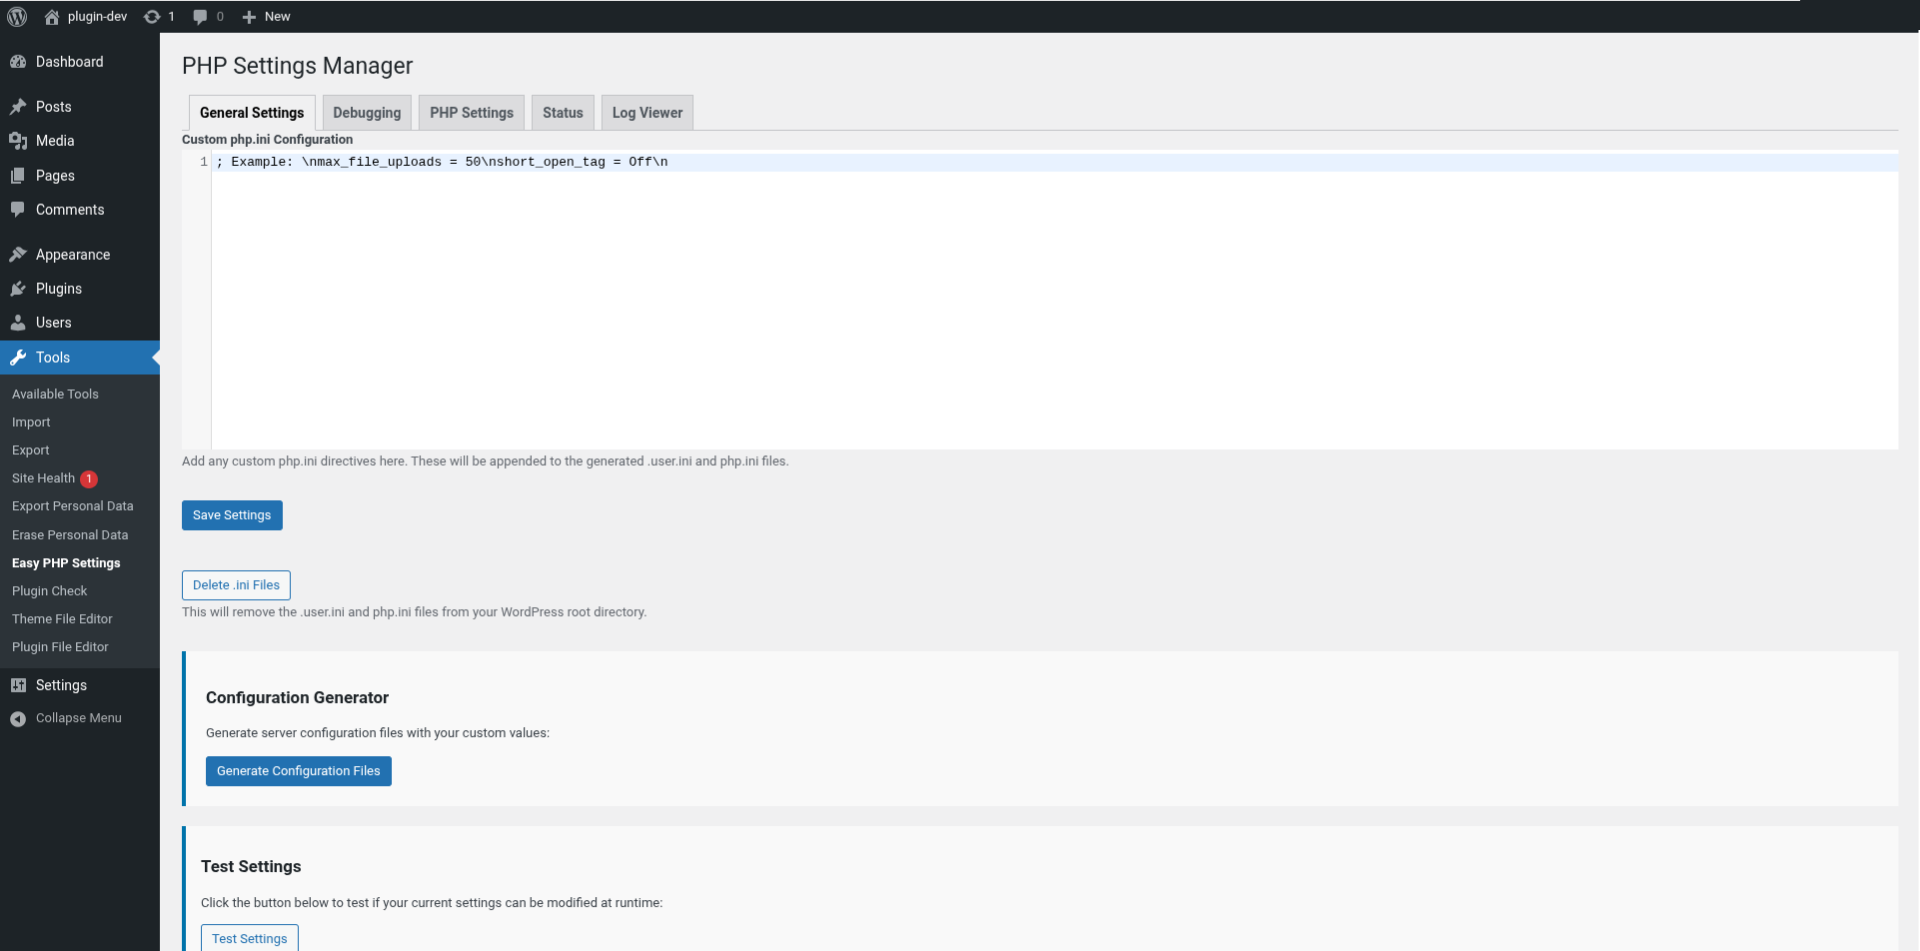 plugin-dev 1 0 New
Dashboard
Posts
Media
Pages
Comments
Appearance
Plugins
Users
Tools
Available Tools
Import
Export
Site Health 1
Export Personal Data
Erase Personal Data
Easy PHP Settings
Plugin Check
Theme File Editor
Plugin File Editor
Settings
Collapse Menu
PHP Settings Manager
General Settings Debugging PHP Settings Status Log Viewer
Custom php.ini Configuration
1 ; Example: \nmax_file_uploads = 50\nshort_open_tag = Off\n
Add any custom php.ini directives here. These will be appended to the generated .user.ini and php.ini files.
Save Settings
Delete .ini Files
This will remove the .user.ini and php.ini files from your WordPress root directory.
Configuration Generator
Generate server configuration files with your custom values:
Generate Configuration Files
Test Settings
Click the button below to test if your current settings can be modified at runtime:
Test Settings